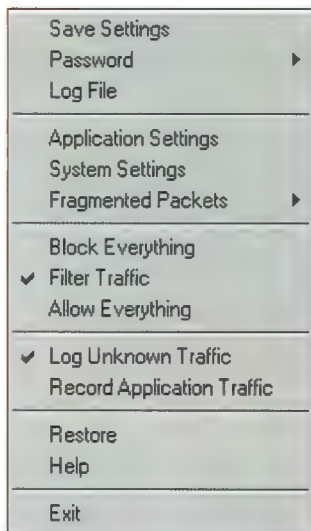 Save Settings
Password
Log File
Application Settings
System Settings
Fragmented Packets
Block Everything
Filter Traffic
Allow Everything
Log Unknown Traffic
Record Application Traffic
Restore
Help
Exit